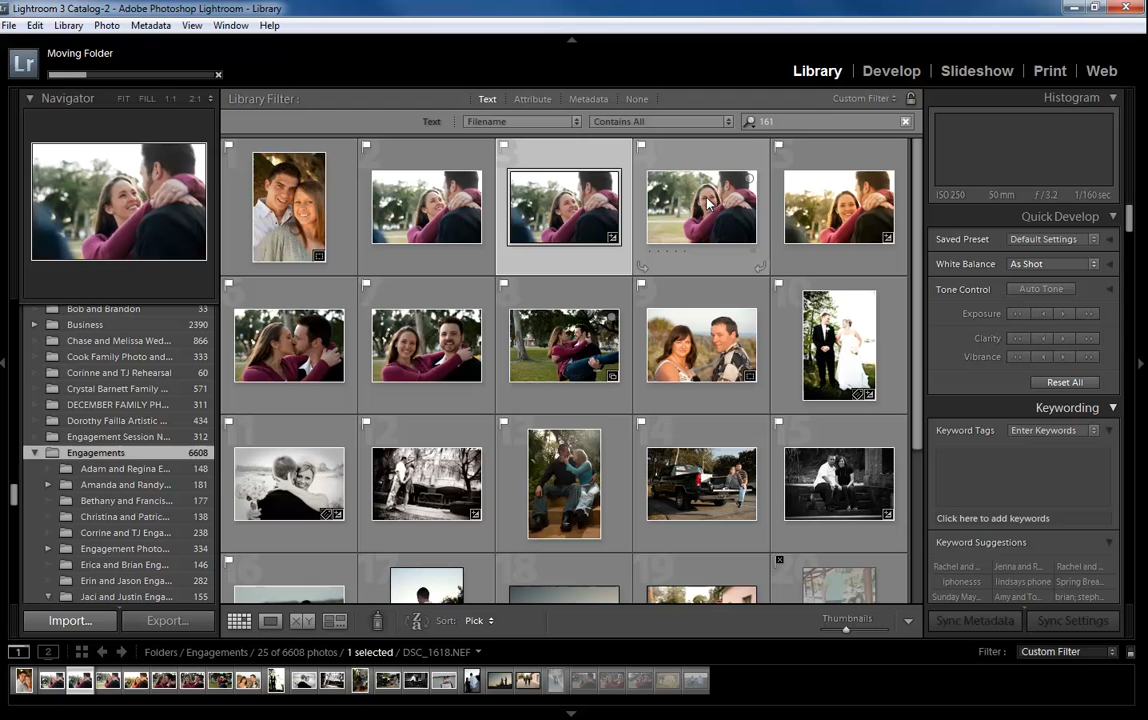 Lightroom 3 Catalog-2 - Adobe Photoshop Lightroom - Library
File Edit Library Photo Metadata View Window Help
Lr Moving Folder
Library | Develop | Slideshow | Print | Web
Navigator FIT FILL 1:1 2:1
Library Filter : Text Attribute Metadata None Custom Filter
Histogram
Text Filename Contains All 161
ISO 250 50 mm f / 3.2 1/160 sec
Quick Develop
Saved Preset Default Settings
White Balance As Shot
Tone Control Auto Tone
Exposure
Clarity
Vibrance
Reset All
Keywording
Keyword Tags Enter Keywords
Click here to add keywords
Keyword Suggestions
Rachel and ... Jenna and R... Rachel and ...
Iphonesss lindsays phone Spring Brea...
Sunday May... Amy and To... brian; steph...
Bob and Brandon 33
Business 2390
Chase and Melissa Wed... 866
Cook Family Photo and... 333
Corinne and TJ Rehearsal 60
Crystal Barnett Family ... 571
DECEMBER FAMILY PH... 311
Dorothy Failla Artistic ... 434
Engagement Session N... 312
Engagements 6608
Adam and Regina E... 148
Amanda and Randy... 181
Bethany and Francis... 177
Christina and Patric... 138
Corrine and TJ Enga... 238
Engagement Photo... 334
Erica and Brian Eng... 146
Erin and Jason Enga... 282
Jaci and Justin Enga... 155
Import... Export...
Sort: Pick
Thumbnails
Sync Metadata Sync Settings
1 2 Folders / Engagements / 25 of 6608 photos / 1 selected / DSC_1618.NEF
Filter : Custom Filter